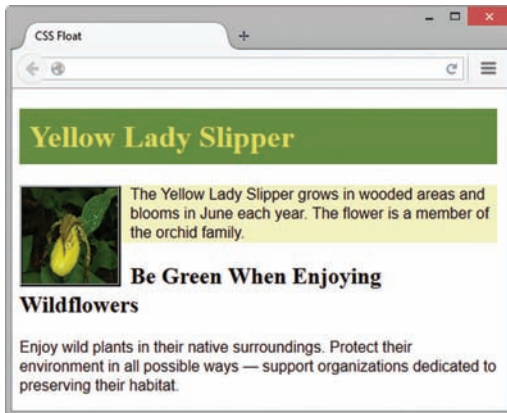 CSS Float
Yellow Lady Slipper
The Yellow Lady Slipper grows in wooded areas and
blooms in June each year. The flower is a member of
the orchid family.
Be Green When Enjoying
Wildflowers
Enjoy wild plants in their native surroundings. Protect their
environment in all possible ways — support organizations dedicated to
preserving their habitat.